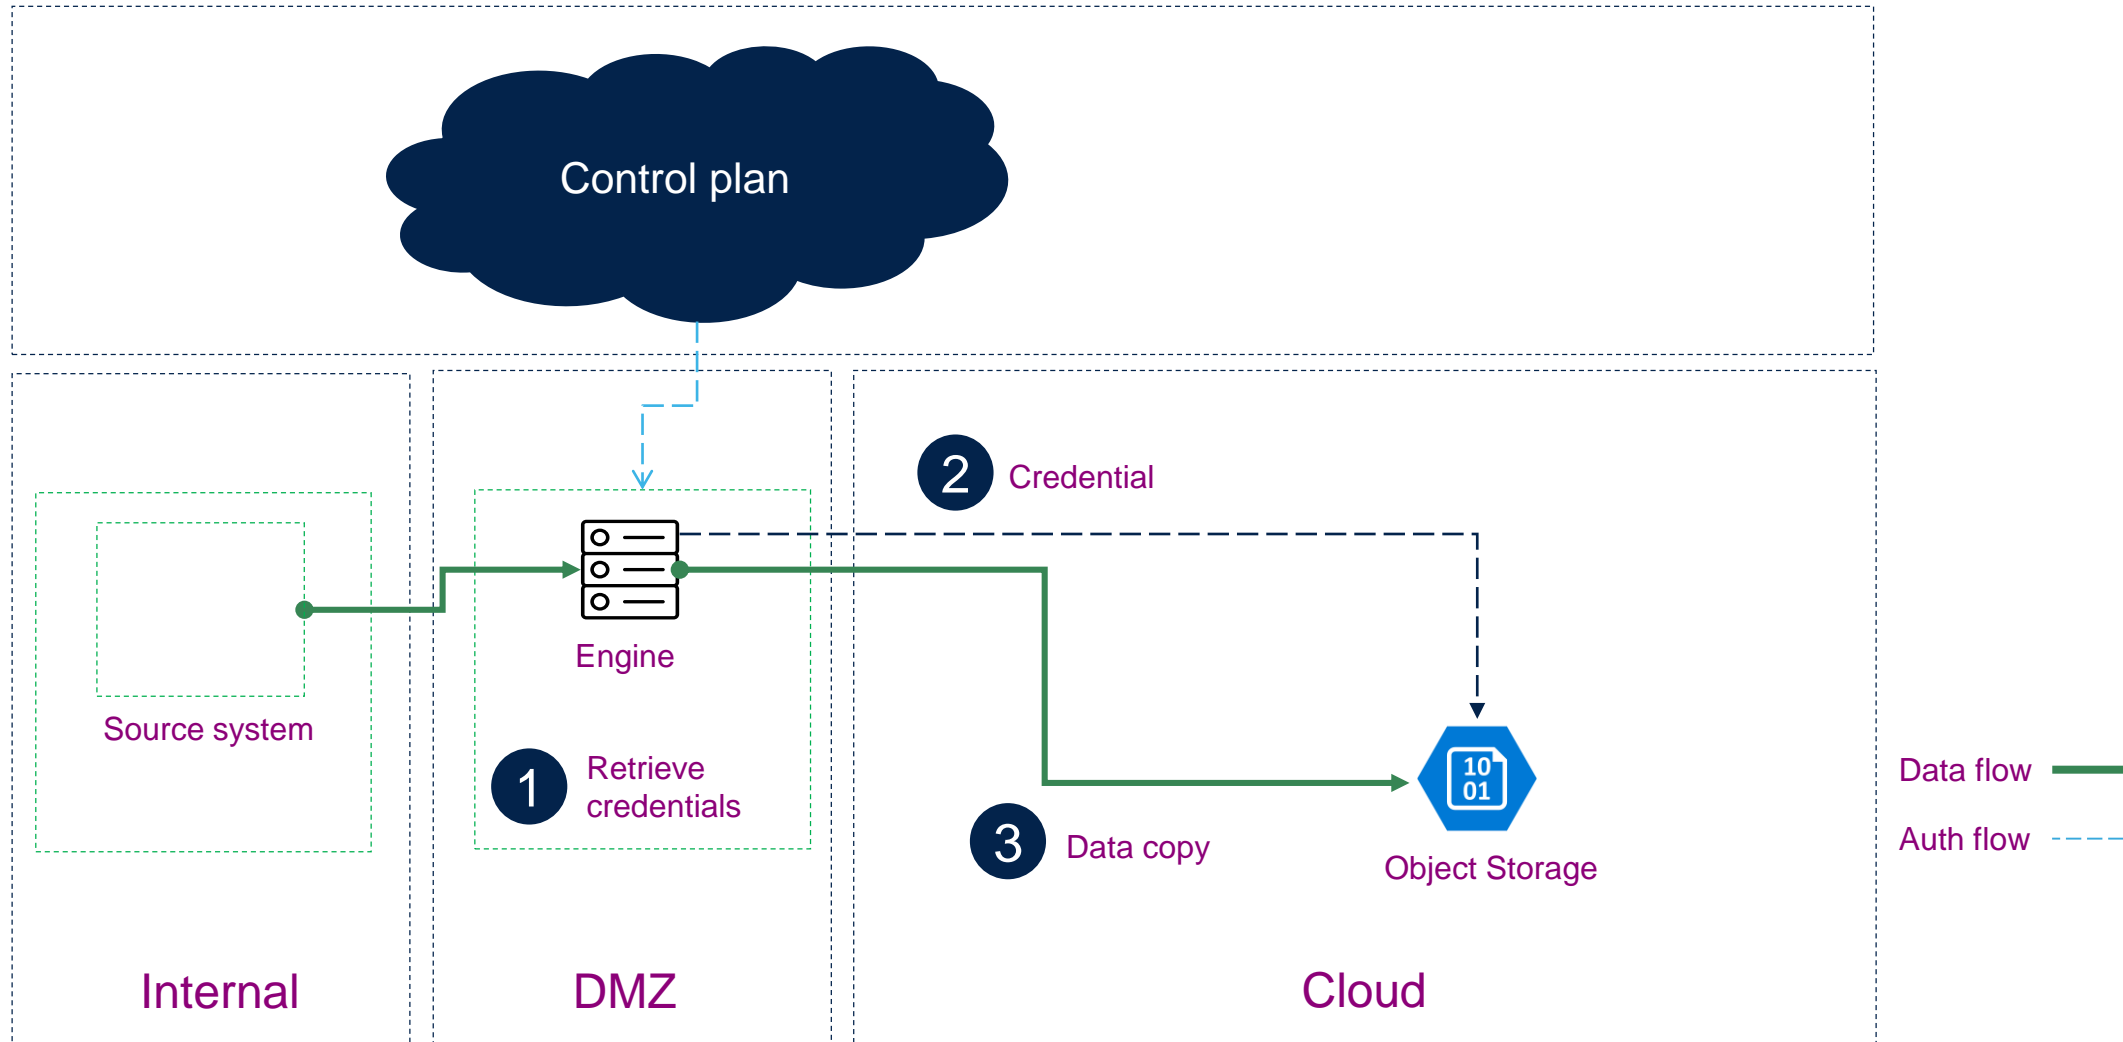 Control plan
2
Credential
Engine
Source system
1
Retrieve
credentials
10
01
3
Data copy
Object Storage
Data flow
Auth flow
Internal
DMZ
Cloud